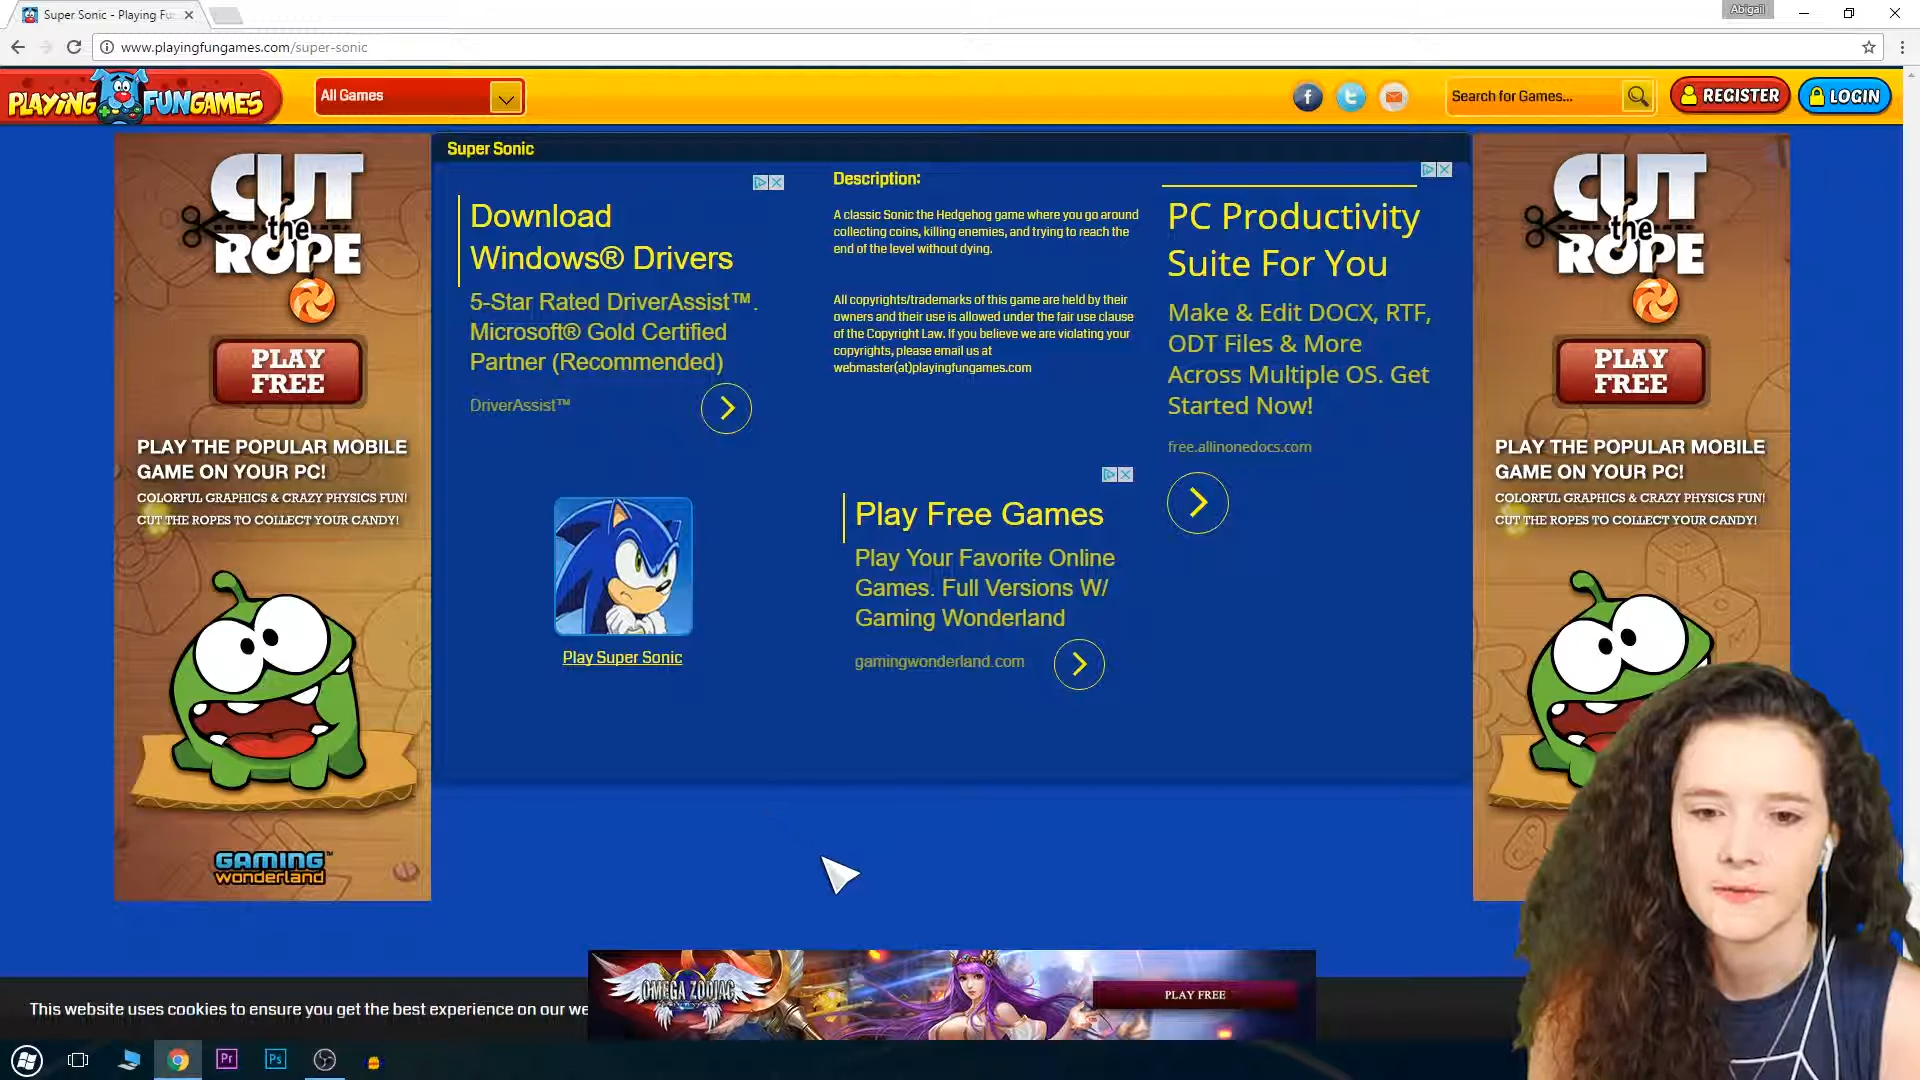 Super Sonic - Playing Fu
Abigail
www.playingfungames.com/super-sonic
PLAYING FUNGAMES
All Games
f
t
Search for Games...
REGISTER
LOGIN
CUT
the
ROPE
PLAY
FREE
PLAY THE POPULAR MOBILE
GAME ON YOUR PC!
COLORFUL GRAPHICS & CRAZY PHYSICS FUN!
CUT THE ROPES TO COLLECT YOUR CANDY!
GAMING
wonderland™
Super Sonic
Download
Windows® Drivers
5-Star Rated DriverAssist™.
Microsoft® Gold Certified
Partner (Recommended)
DriverAssist™
Play Super Sonic
Description:
A classic Sonic the Hedgehog game where you go around
collecting coins, killing enemies, and trying to reach the
end of the level without dying.
All copyrights/trademarks of this game are held by their
owners and their use is allowed under the fair use clause
of the Copyright Law. If you believe we are violating your
copyrights, please email us at
webmaster(at)playingfungames.com
Play Free Games
Play Your Favorite Online
Games. Full Versions W/
Gaming Wonderland
gamingwonderland.com
PC Productivity
Suite For You
Make & Edit DOCX, RTF,
ODT Files & More
Across Multiple OS. Get
Started Now!
free.allinonedocs.com
CUT
the
ROPE
PLAY
FREE
PLAY THE POPULAR MOBILE
GAME ON YOUR PC!
COLORFUL GRAPHICS & CRAZY PHYSICS FUN!
CUT THE ROPES TO COLLECT YOUR CANDY!
OMEGA ZODIAC
PLAY FREE
This website uses cookies to ensure you get the best experience on our we
Pr
Ps